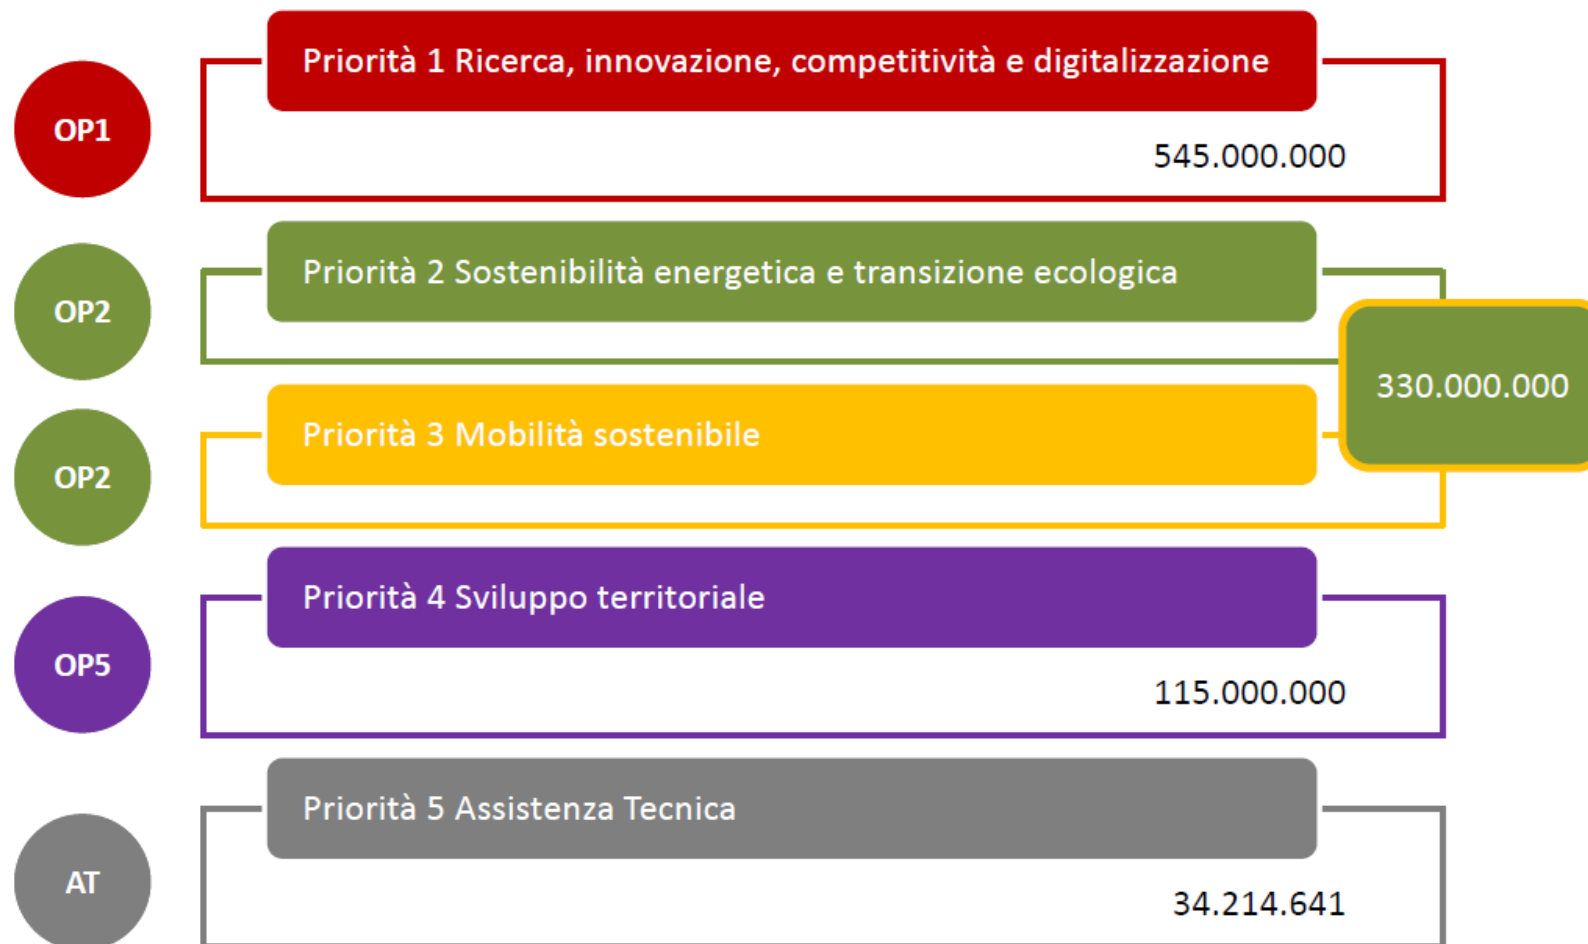 OP1
Priorità 1 Ricerca, innovazione, competitività e digitalizzazione
545.000.000
OP2
Priorità 2 Sostenibilità energetica e transizione ecologica
330.000.000
OP2
Priorità 3 Mobilità sostenibile
OP5
Priorità 4 Sviluppo territoriale
115.000.000
AT
Priorità 5 Assistenza Tecnica
34.214.641